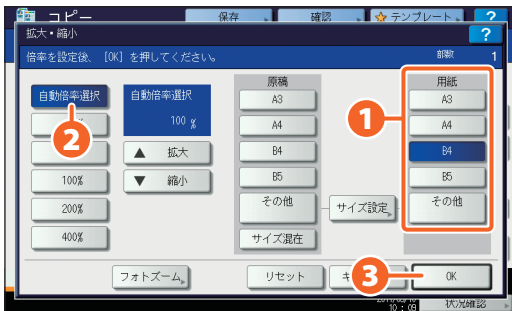 コピー
保存
確認
テンプレート
?
拡大・縮小
?
倍率を設定後、 [OK] を押してください。
部数 1
自動倍率選択
自動倍率選択
100 %
拡大
縮小
100%
200%
400%
フォトズーム
原稿
A3
A4
B4
B5
その他
サイズ混在
サイズ設定
用紙
A3
A4
B4
B5
その他
リセット
OK
1
2
3
10:09
状況確認